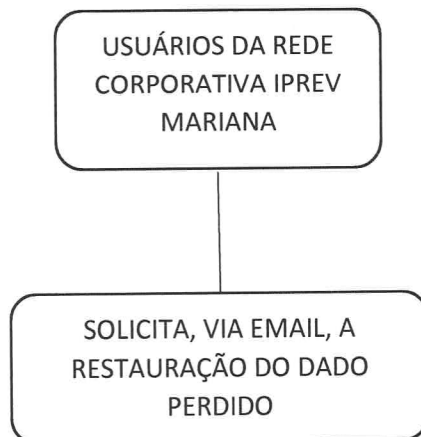 USUÁRIOS DA REDE
CORPORATIVA IPREV
MARIANA
SOLICITA, VIA EMAIL, A
RESTAURAÇÃO DO DADO
PERDIDO